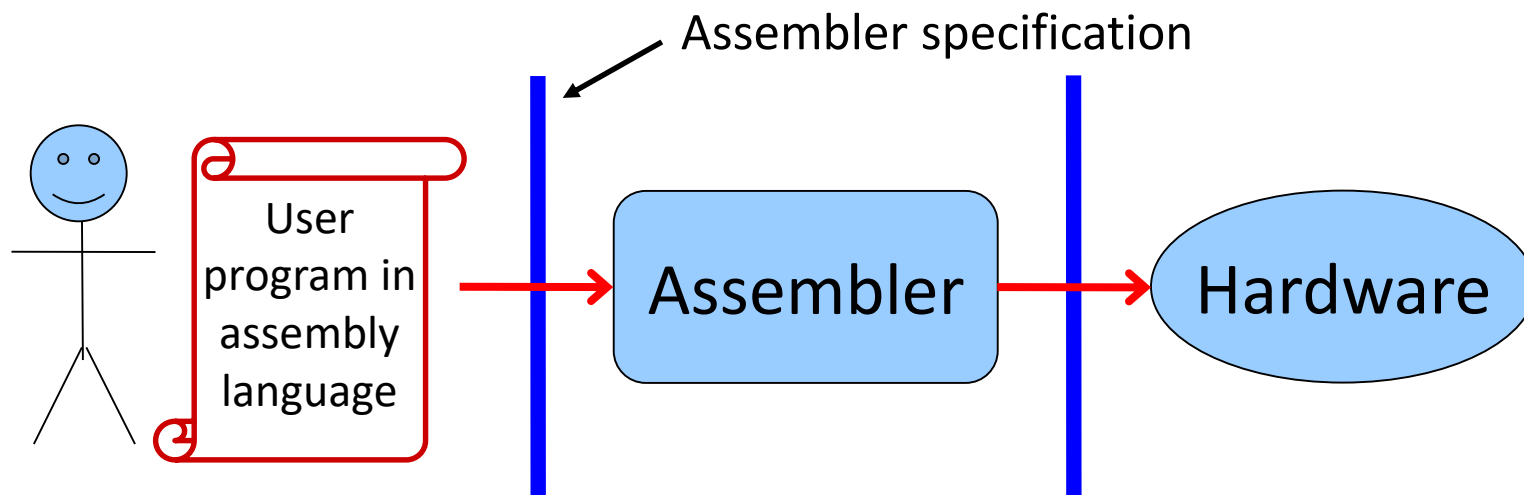 Assembler specification
User
program in
assembly
language
Assembler
Hardware